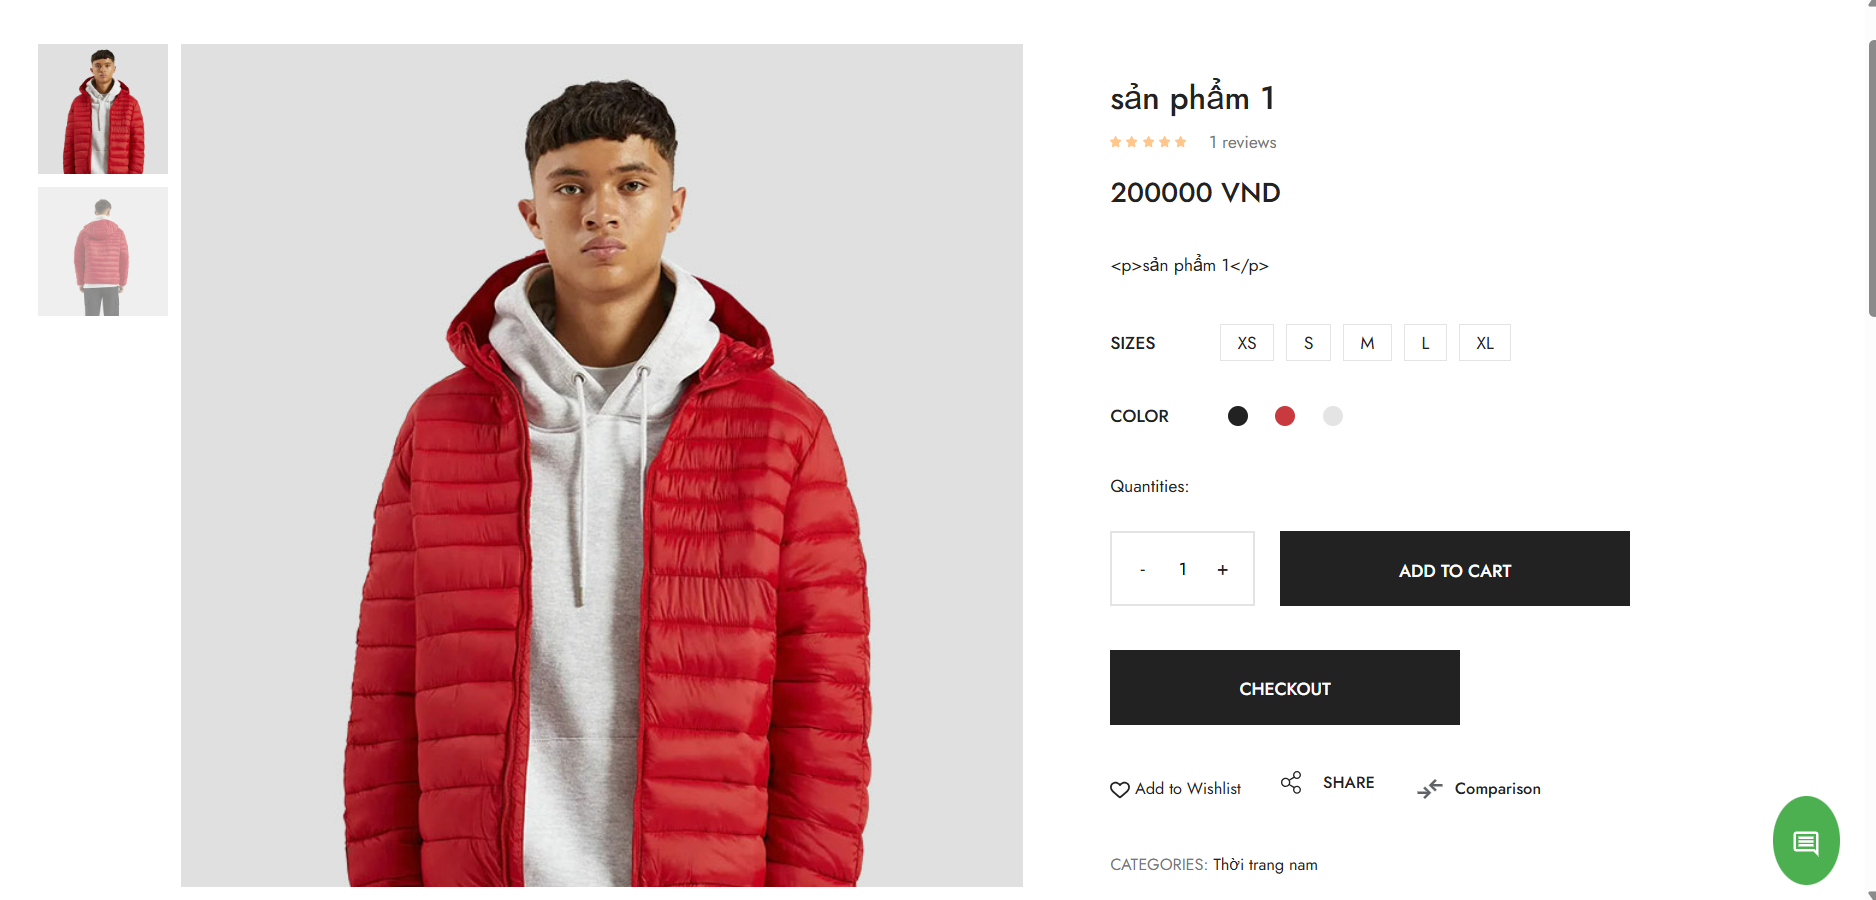 sản phẩm 1
1 reviews
200000 VND
<p>sản phẩm 1</p>
SIZES XS S M L XL
COLOR
Quantities:
- 1 + ADD TO CART
CHECKOUT
Add to Wishlist SHARE Comparison
CATEGORIES: Thời trang nam